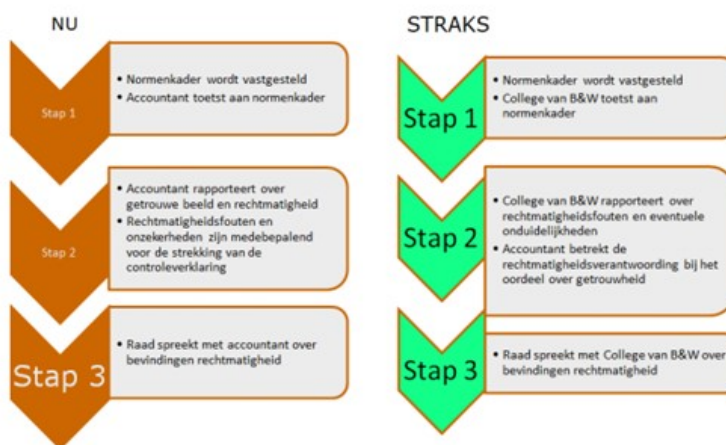 NU
Stap 1
• Normenkader wordt vastgesteld
• Accountant toetst aan normenkader
Stap 2
• Accountant rapporteert over
getrouwe beeld en rechtmatigheid
• Rechtmatigheidsfouten en
onzekerheden zijn medebepalend
voor de strekking van de
controleverklaring
Stap 3
• Raad spreekt met accountant over
bevindingen rechtmatigheid
STRAKS
Stap 1
• Normenkader wordt vastgesteld
• College van B&W toetst aan
normenkader
Stap 2
• College van B&W rapporteert over
rechtmatigheidsfouten en eventuele
onduidelijkheden
• Accountant betrekt de
rechtmatigheidsverantwoording bij het
oordeel over getrouwheid
Stap 3
• Raad spreekt met College van B&W over
bevindingen rechtmatigheid